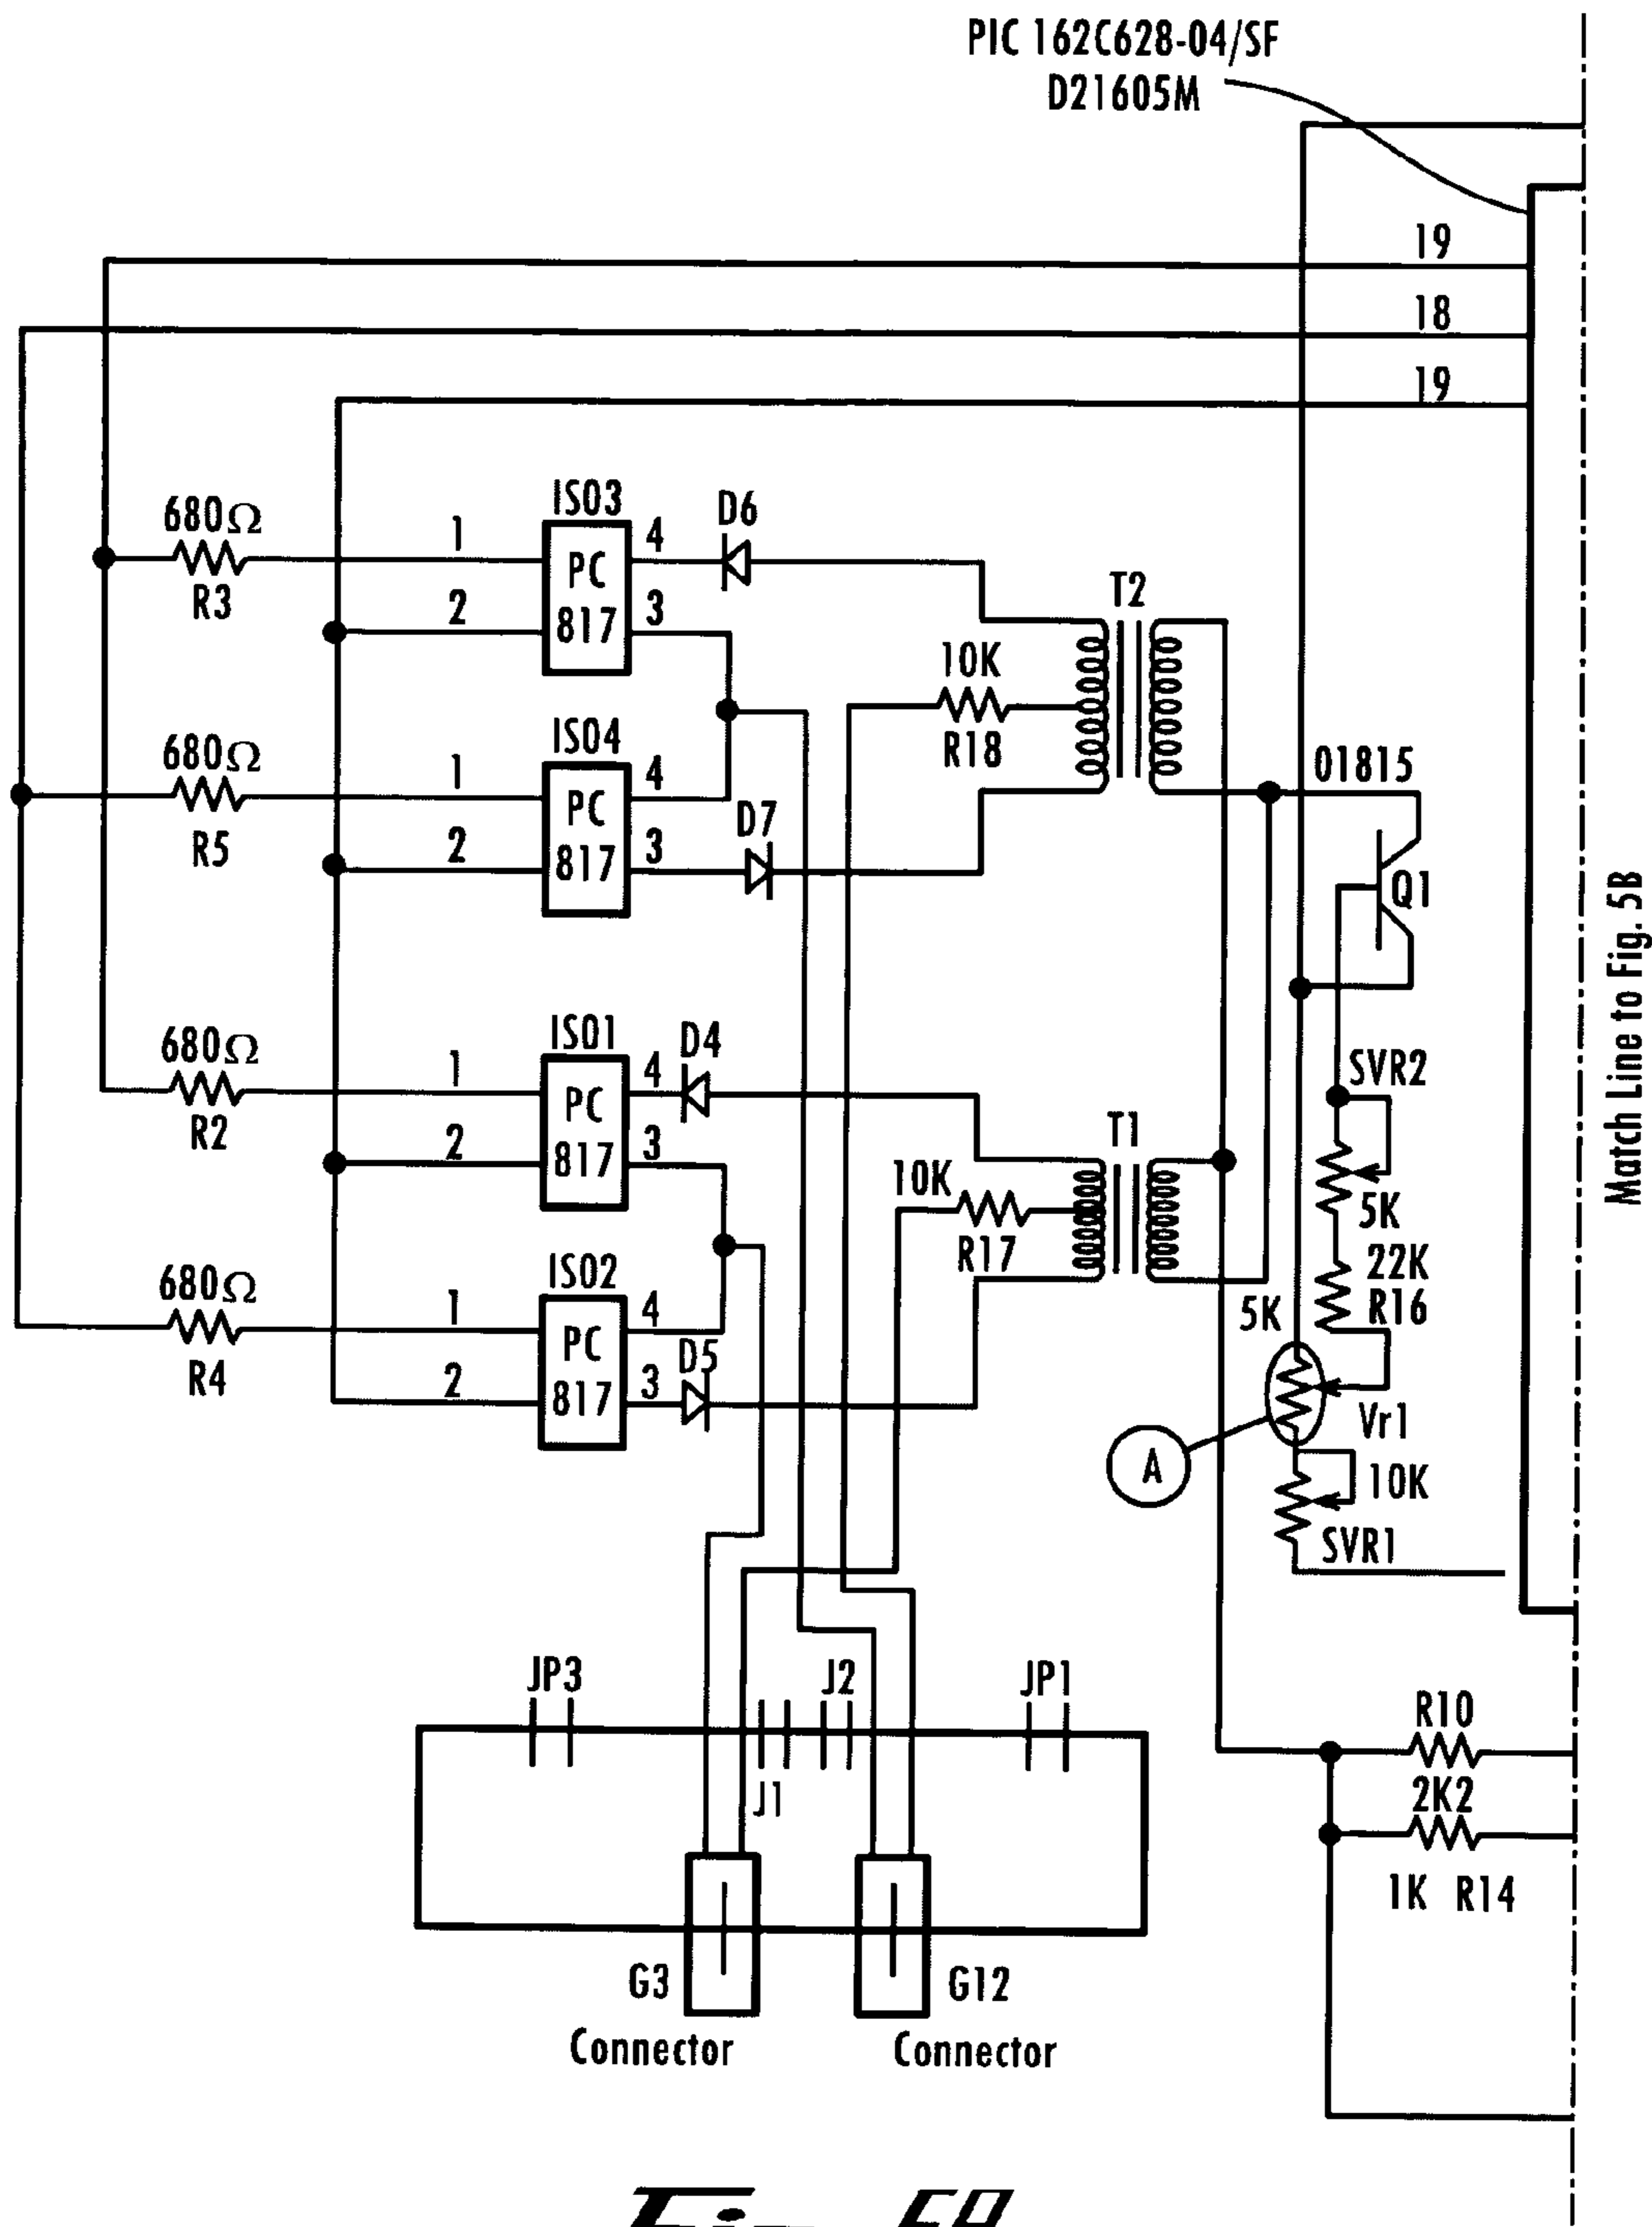 PIC 162C628-04/SF
D21605M
19
18
19
680Ω
R3
1
2
ISO3
PC
817
4
3
D6
T2
10K
R18
680Ω
R5
1
2
ISO4
PC
817
4
3
D7
01815
Q1
Match Line to Fig. 5B
680Ω
R2
1
2
ISO1
PC
817
4
3
D4
T1
10K
R17
SVR2
5K
22K
R16
680Ω
R4
1
2
ISO2
PC
817
4
3
D5
5K
Vr1
A
10K
SVR1
JP3
J1
J2
JP1
R10
2K2
1K R14
G3
G12
Connector
Connector